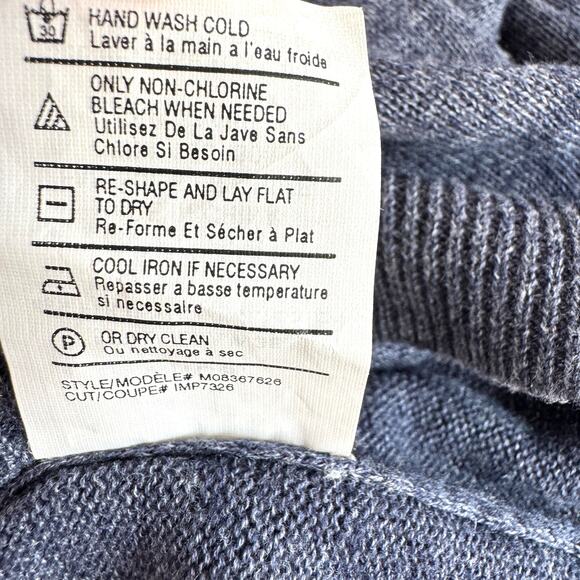 30
HAND WASH COLD
Laver à la main a l'eau froide
ONLY NON-CHLORINE
BLEACH WHEN NEEDED
Utilisez De La Jave Sans
Chlore Si Besoin
RE-SHAPE AND LAY FLAT
TO DRY
Re-Forme Et Sécher à Plat
COOL IRON IF NECESSARY
Repasser a basse temperature
si necessaire
P
OR DRY CLEAN
Ou nettoyage à sec
STYLE/MODÈLE# M08367626
CUT/COUPE# IMP7326